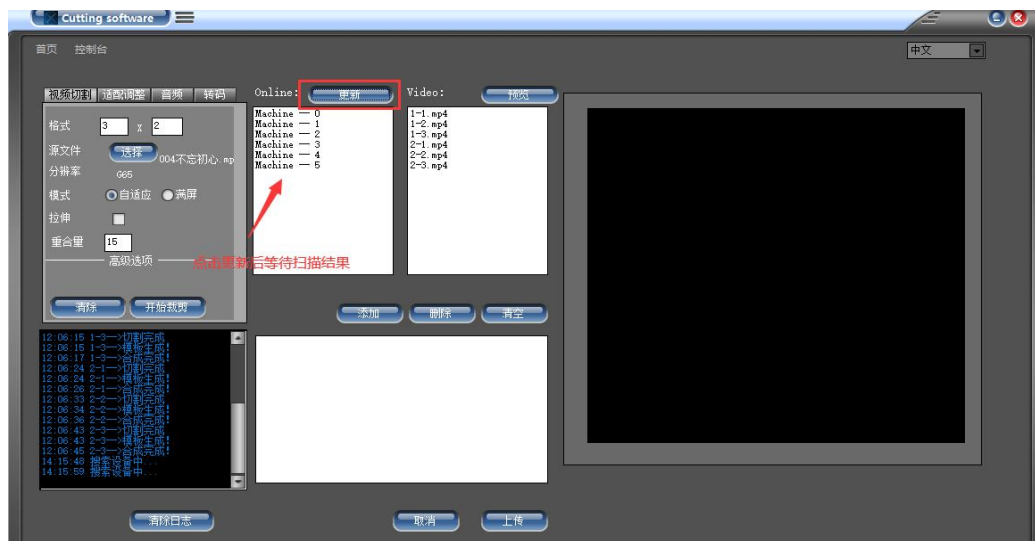 Cutting software
首页 控制台
中文
视频切割 适配调整 音频 转码
Online: 更新
Video: 预览
格式 3 x 2
源文件 选择 004不忘初心.mp
分辨率 G65
模式 自适应 满屏
拉伸
重合量 15
高级选项
清除 开始裁剪
Machine — 0
Machine — 1
Machine — 2
Machine — 3
Machine — 4
Machine — 5
点击更新后等待扫描结果
1-1.mp4
1-2.mp4
1-3.mp4
2-1.mp4
2-2.mp4
2-3.mp4
添加 删除 清空
12:06:15 1-3—>切割完成
12:06:15 1-3—>模板生成!
12:06:17 1-3—>合成完成!
12:06:24 2-1—>切割完成
12:06:24 2-1—>模板生成!
12:06:26 2-1—>合成完成!
12:06:33 2-2—>切割完成
12:06:34 2-2—>模板生成!
12:06:36 2-2—>合成完成!
12:06:43 2-3—>切割完成
12:06:43 2-3—>模板生成!
12:06:45 2-3—>合成完成!
14:15:48 搜索设备中...
14:15:59 搜索设备中...
清除日志 取消 上传